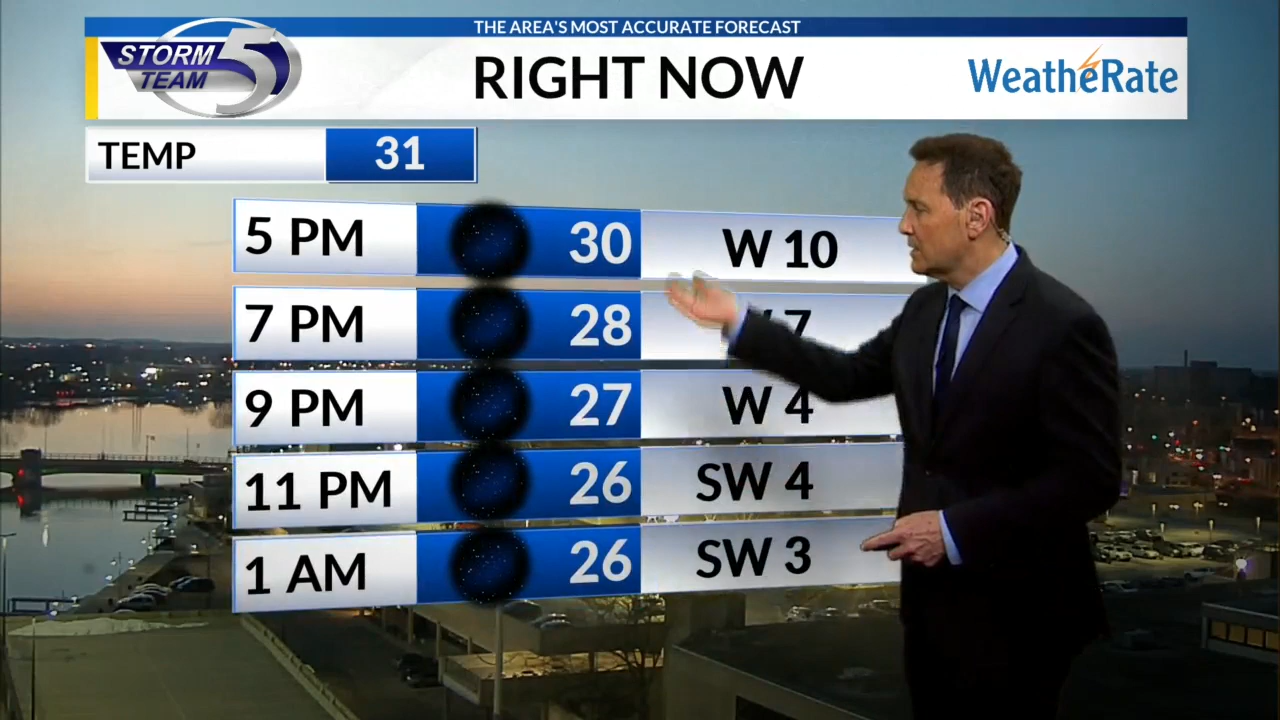 THE AREA'S MOST ACCURATE FORECAST
STORM TEAM 5
RIGHT NOW
WeatheRate
TEMP 31
5 PM 30 W 10
7 PM 28 7
9 PM 27 W 4
11 PM 26 SW 4
1 AM 26 SW 3